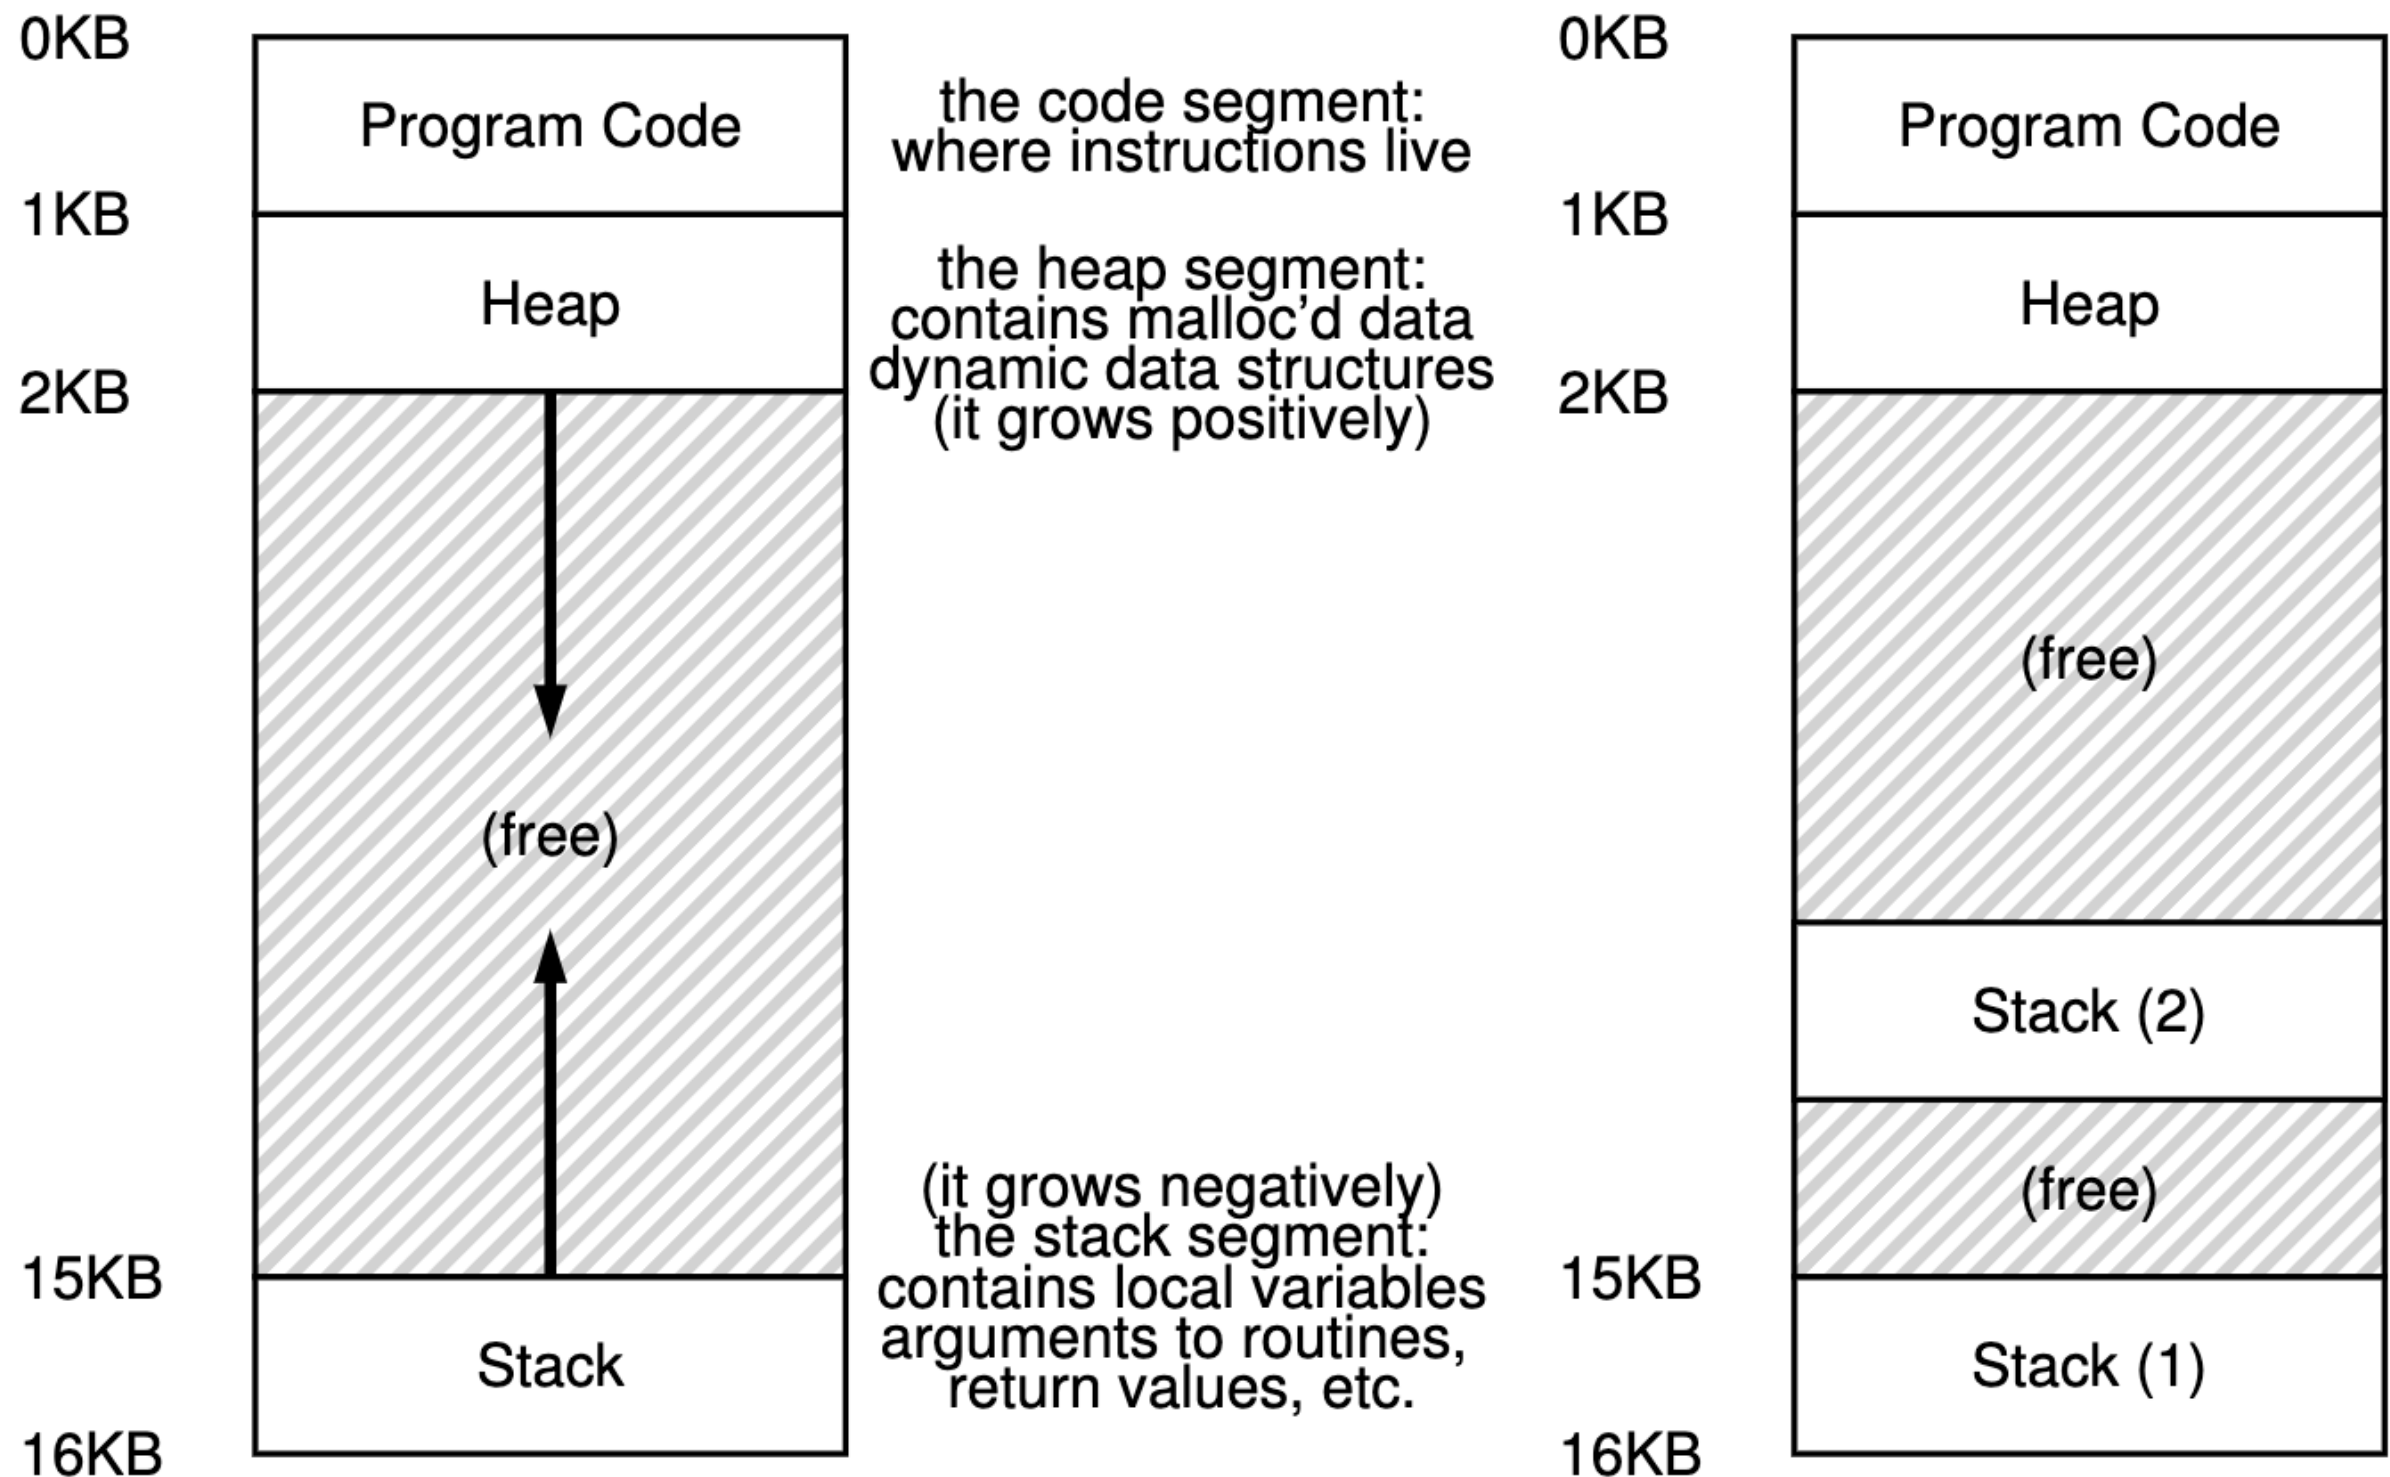 0KB
Program Code
1KB
Heap
2KB
(free)
15KB
Stack
16KB
the code segment:
where instructions live
the heap segment:
contains malloc’d data
dynamic data structures
(it grows positively)
(it grows negatively)
the stack segment:
contains local variables
arguments to routines,
return values, etc.
0KB
Program Code
1KB
Heap
2KB
(free)
Stack (2)
(free)
15KB
Stack (1)
16KB